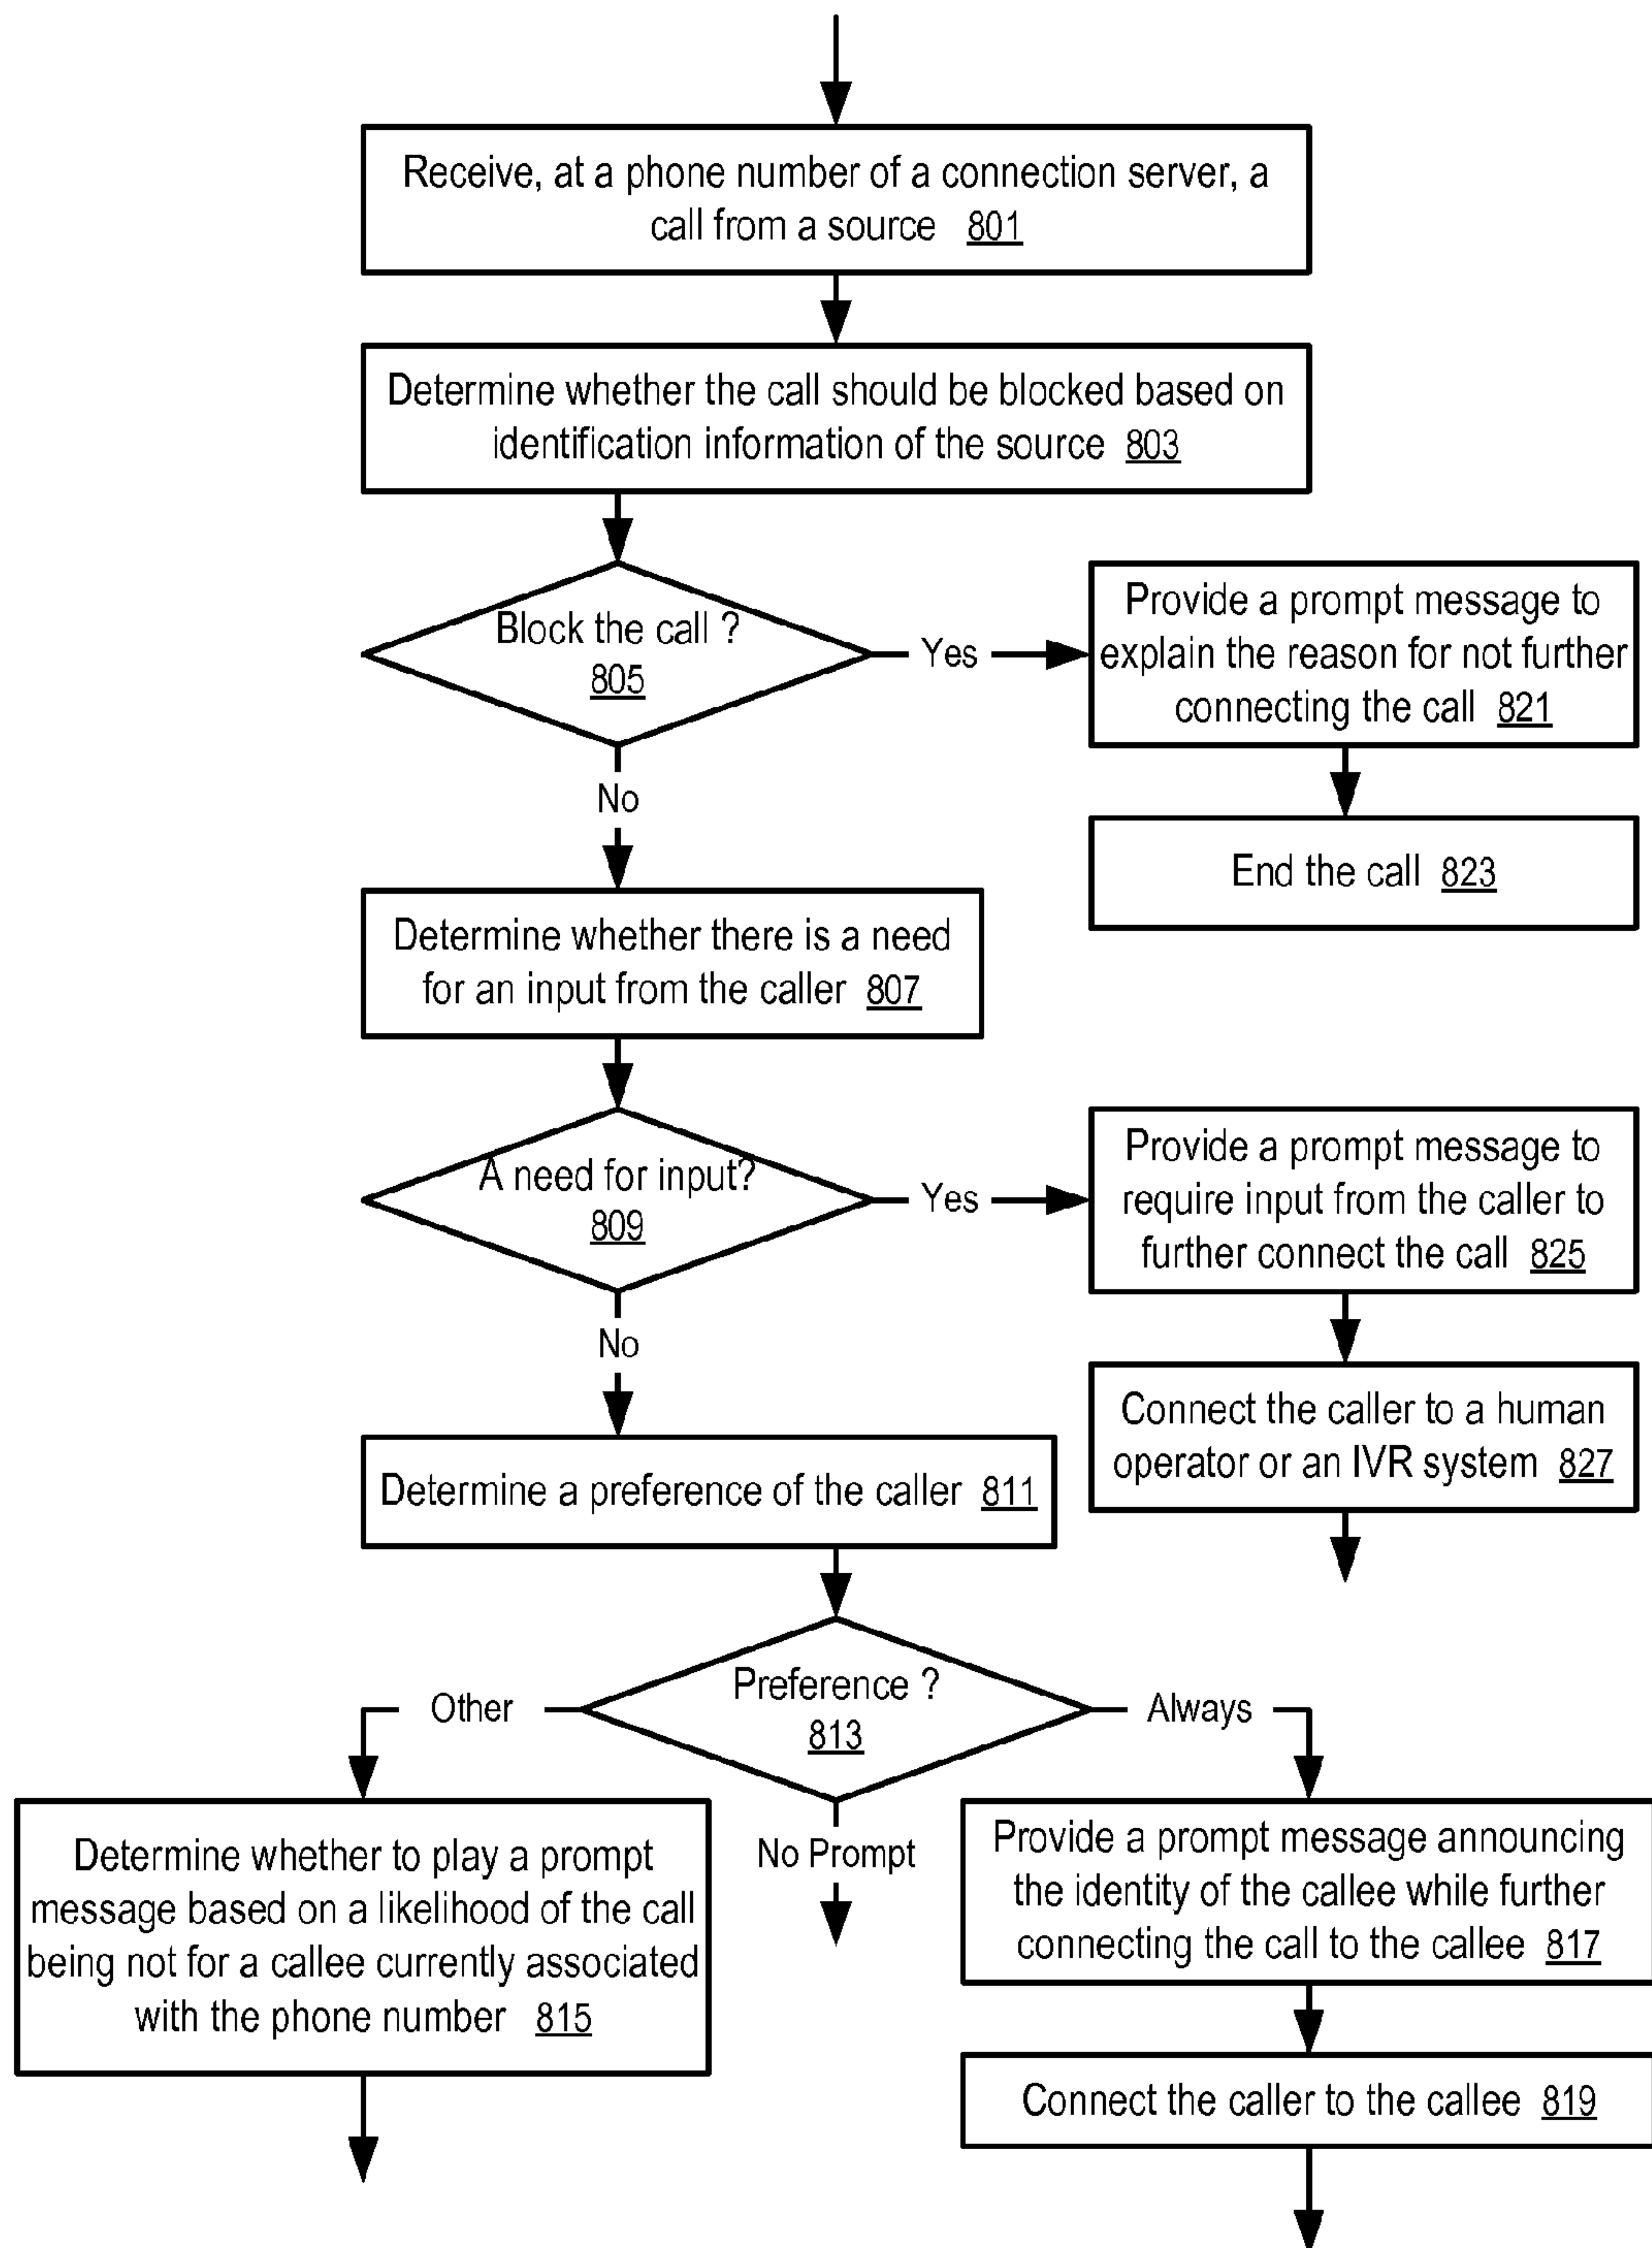 Receive, at a phone number of a connection server, a
call from a source 801
Determine whether the call should be blocked based on
identification information of the source 803
Block the call ?
805
Yes
Provide a prompt message to
explain the reason for not further
connecting the call 821
No
End the call 823
Determine whether there is a need
for an input from the caller 807
A need for input?
809
Yes
Provide a prompt message to
require input from the caller to
further connect the call 825
No
Connect the caller to a human
operator or an IVR system 827
Determine a preference of the caller 811
Preference ?
813
Other
Always
No Prompt
Determine whether to play a prompt
message based on a likelihood of the call
being not for a callee currently associated
with the phone number 815
Provide a prompt message announcing
the identity of the callee while further
connecting the call to the callee 817
Connect the caller to the callee 819